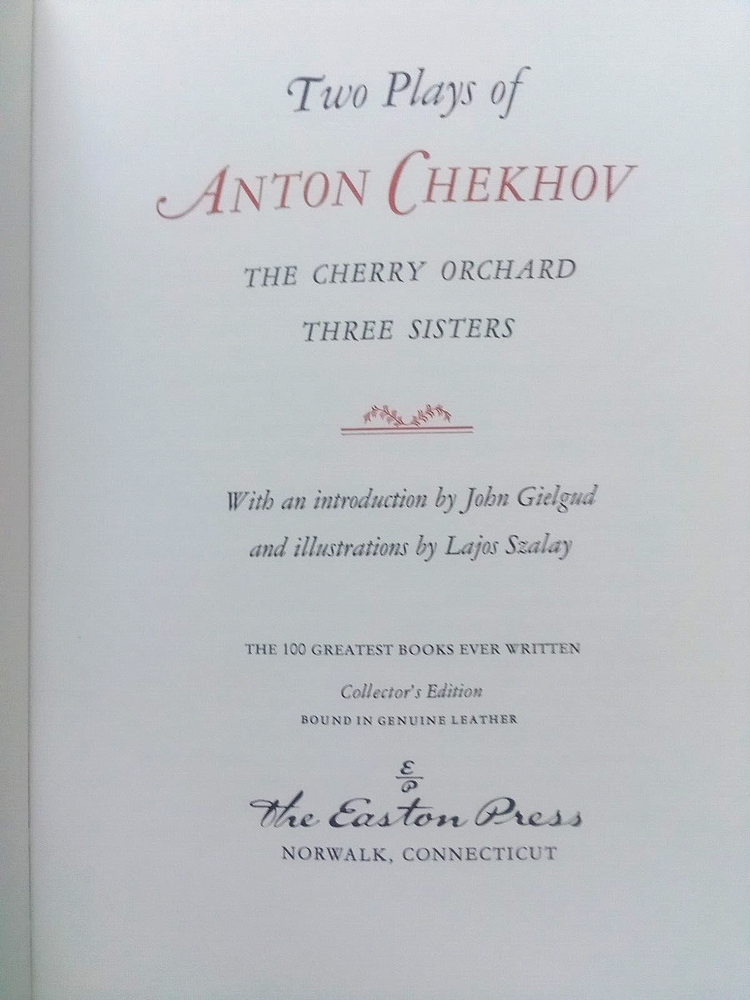 Two Plays of
ANTON CHEKHOV
THE CHERRY ORCHARD
THREE SISTERS
With an introduction by John Gielgud
and illustrations by Lajos Szalay
THE 100 GREATEST BOOKS EVER WRITTEN
Collector's Edition
BOUND IN GENUINE LEATHER
E
P
The Easton Press
NORWALK, CONNECTICUT